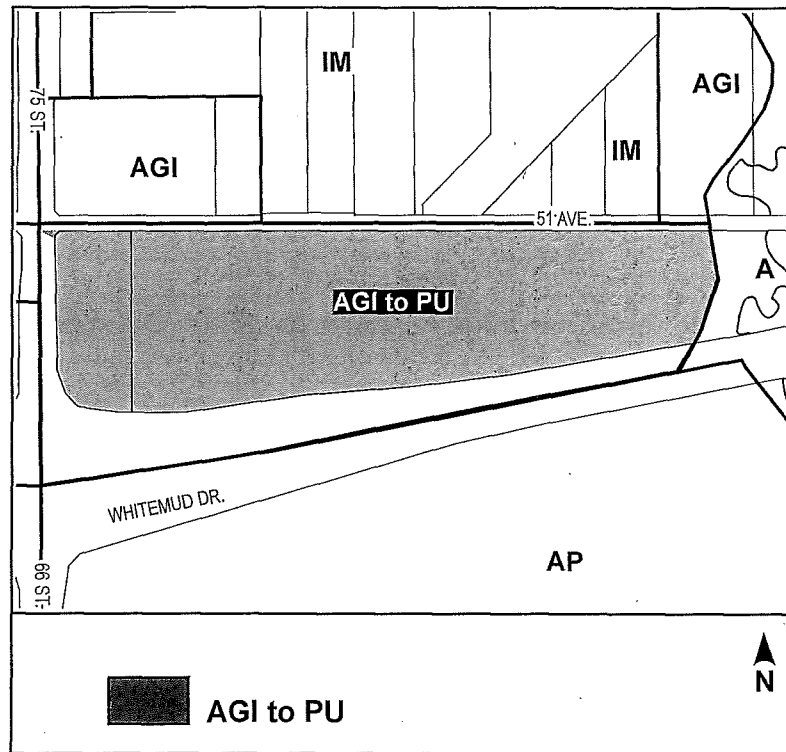 IM
AGI
75 ST.
AGI
IM
51 AVE.
A
AGI to PU
WHITEMUD DR.
66 ST.
AP
N
AGI to PU